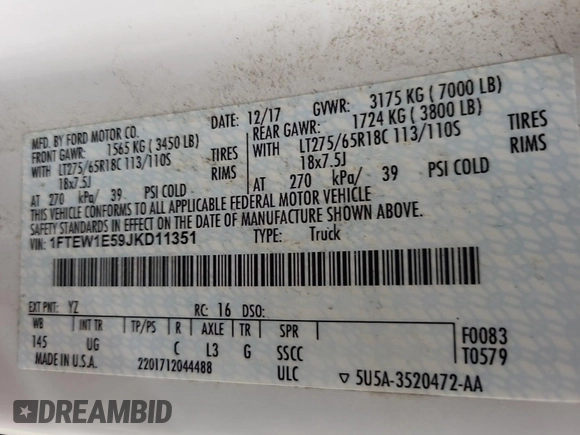 MFD. BY FORD MOTOR CO.
DATE: 12/17 GVWR: 3175 KG ( 7000 LB)
FRONT GAWR: 1565 KG ( 3450 LB) REAR GAWR: 1724 KG ( 3800 LB)
WITH LT275/65R18C 113/110S TIRES WITH LT275/65R18C 113/110S TIRES
18x7.5J RIMS 18x7.5J RIMS
AT 270 kPa/ 39 PSI COLD AT 270 kPa/ 39 PSI COLD
THIS VEHICLE CONFORMS TO ALL APPLICABLE FEDERAL MOTOR VEHICLE
SAFETY STANDARDS IN EFFECT ON THE DATE OF MANUFACTURE SHOWN ABOVE.
VIN: 1FTEW1E59JKD11351 TYPE: Truck
EXT PNT: YZ RC: 16 DSO:
WB INT TR TP/PS R AXLE TR SPR
145 UG C L3 G SSCC
ULC
F0083
T0579
MADE IN U.S.A. 2201712044488
▽ 5U5A-3520472-AA
DREAMBID